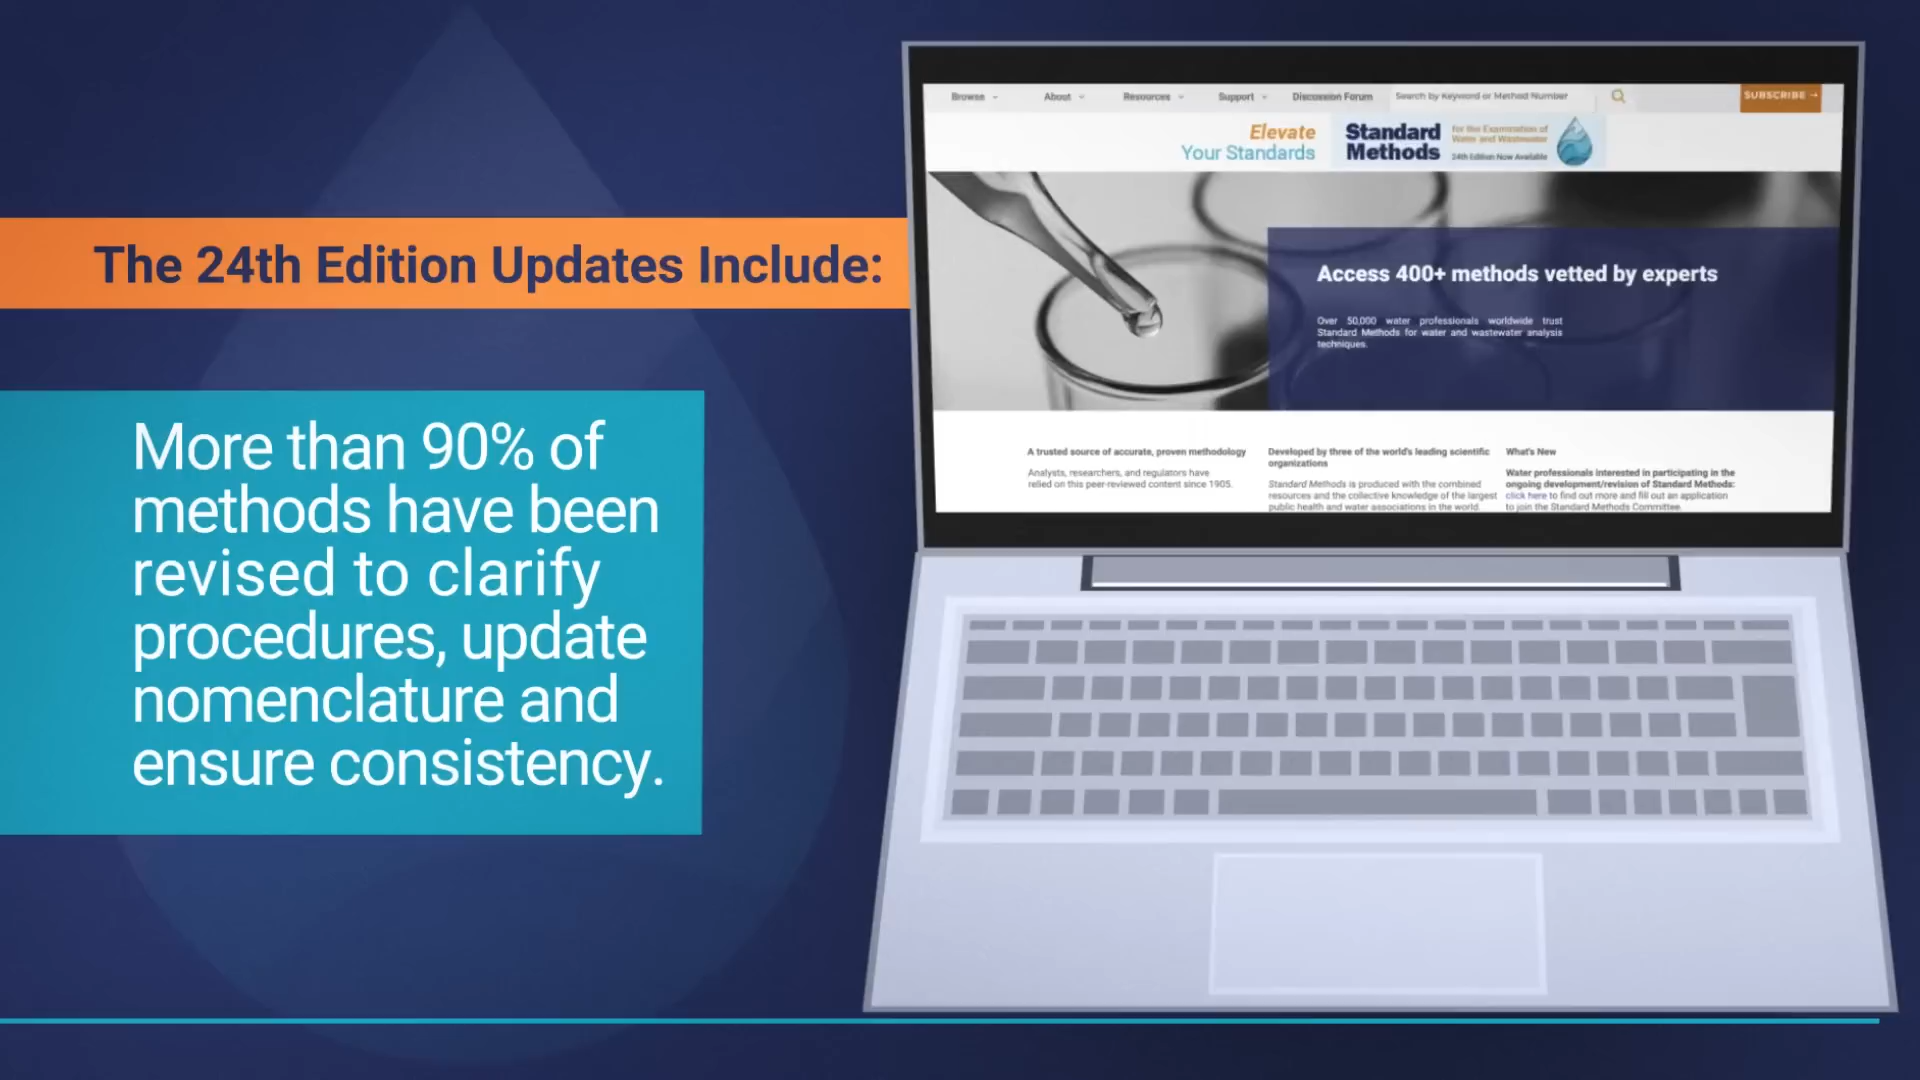 The 24th Edition Updates Include:
More than 90% of
methods have been
revised to clarify
procedures, update
nomenclature and
ensure consistency.
Browse
About
Resources
Support
Discussion Forum
Search by Keyword or Method Number
SUBSCRIBE →
Elevate
Your Standards
Standard
Methods
for the Examination of
Water and Wastewater
24th Edition Now Available
Access 400+ methods vetted by experts
Over 50,000 water professionals worldwide trust
Standard Methods for water and wastewater analysis
techniques.
A trusted source of accurate, proven methodology
Analysts, researchers, and regulators have
relied on this peer-reviewed content since 1905.
Developed by three of the world's leading scientific
organizations
Standard Methods is produced with the combined
resources and the collective knowledge of the largest
public health and water associations in the world.
What's New
Water professionals interested in participating in the
ongoing development/revision of Standard Methods:
click here to find out more and fill out an application
to join the Standard Methods Committee.